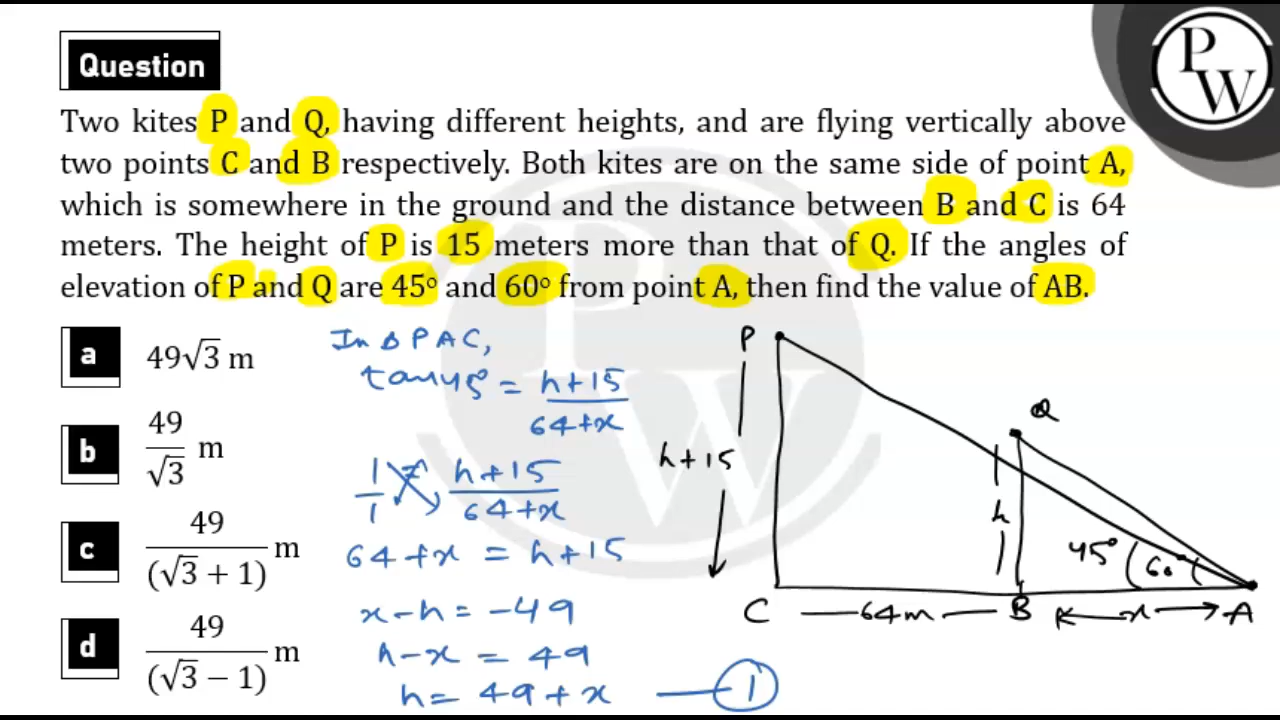 Question
PW
Two kites P and Q, having different heights, and are flying vertically above
two points C and B respectively. Both kites are on the same side of point A,
which is somewhere in the ground and the distance between B and C is 64
meters. The height of P is 15 meters more than that of Q. If the angles of
elevation of P and Q are 45° and 60° from point A, then find the value of AB.
a 49√3 m
b 49/√3 m
c 49/(√3 + 1) m
d 49/(√3 − 1) m
In Δ PAC,
tan45° = h+15/64+x
1/1 = h+15/64+x
64+x = h+15
x-h = -49
h-x = 49
h = 49+x — 1
P
Q
h+15
h
45°
60
C — 64m — B x A
PW